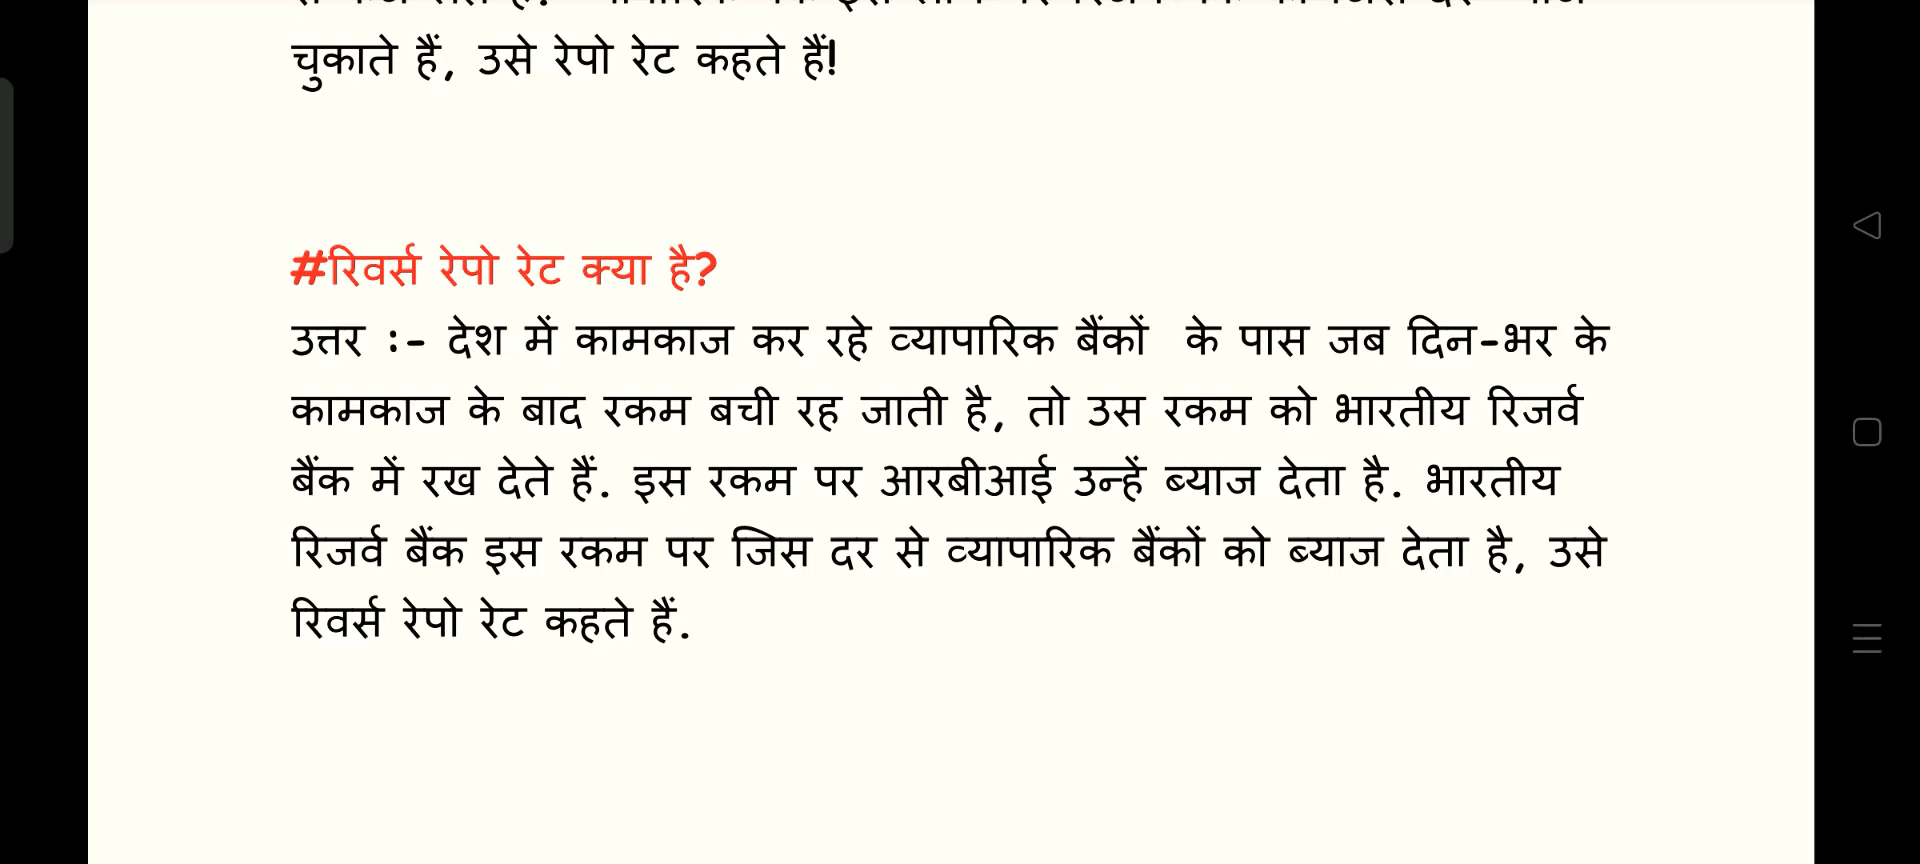 चुकाते हैं, उसे रेपो रेट कहते हैं!
#रिवर्स रेपो रेट क्या है?
उत्तर :- देश में कामकाज कर रहे व्यापारिक बैंकों के पास जब दिन-भर के
कामकाज के बाद रकम बची रह जाती है, तो उस रकम को भारतीय रिजर्व
बैंक में रख देते हैं. इस रकम पर आरबीआई उन्हें ब्याज देता है. भारतीय
रिजर्व बैंक इस रकम पर जिस दर से व्यापारिक बैंकों को ब्याज देता है, उसे
रिवर्स रेपो रेट कहते हैं.